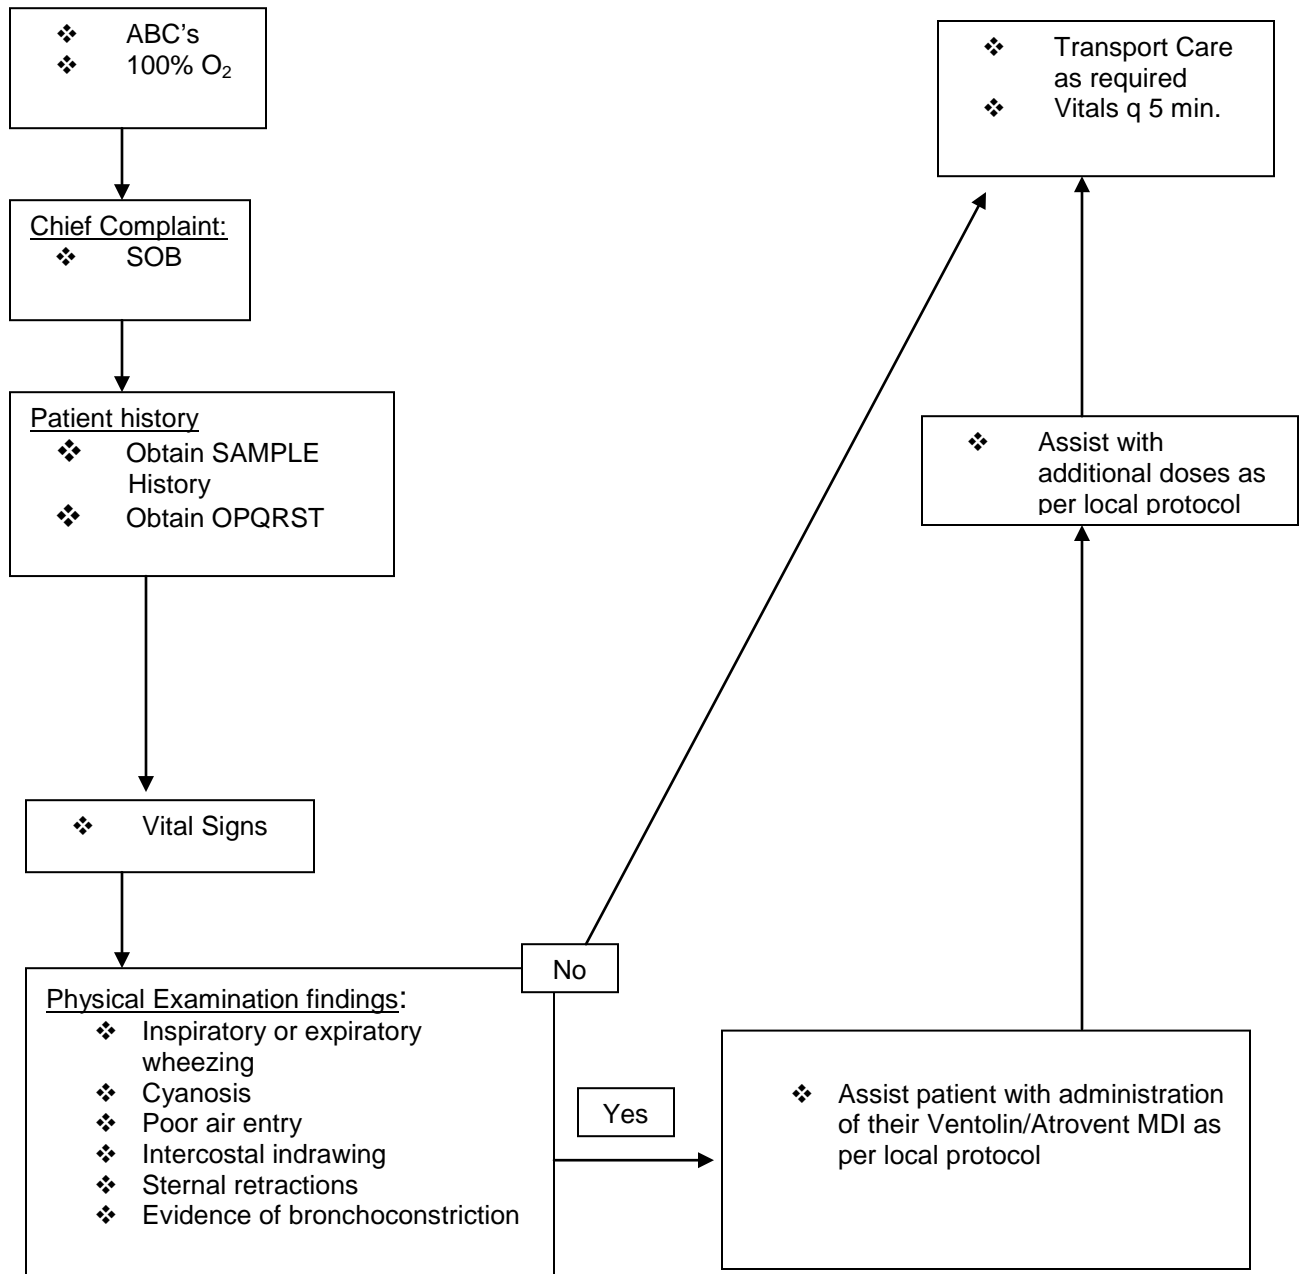 ❖ ABC’s
❖ 100% O₂
Chief Complaint:
❖ SOB
Patient history
❖ Obtain SAMPLE
History
❖ Obtain OPQRST
❖ Vital Signs
Physical Examination findings:
❖ Inspiratory or expiratory
wheezing
❖ Cyanosis
❖ Poor air entry
❖ Intercostal indrawing
❖ Sternal retractions
❖ Evidence of bronchoconstriction
No
Yes
❖ Assist patient with administration
of their Ventolin/Atrovent MDI as
per local protocol
❖ Assist with
additional doses as
per local protocol
❖ Transport Care
as required
❖ Vitals q 5 min.